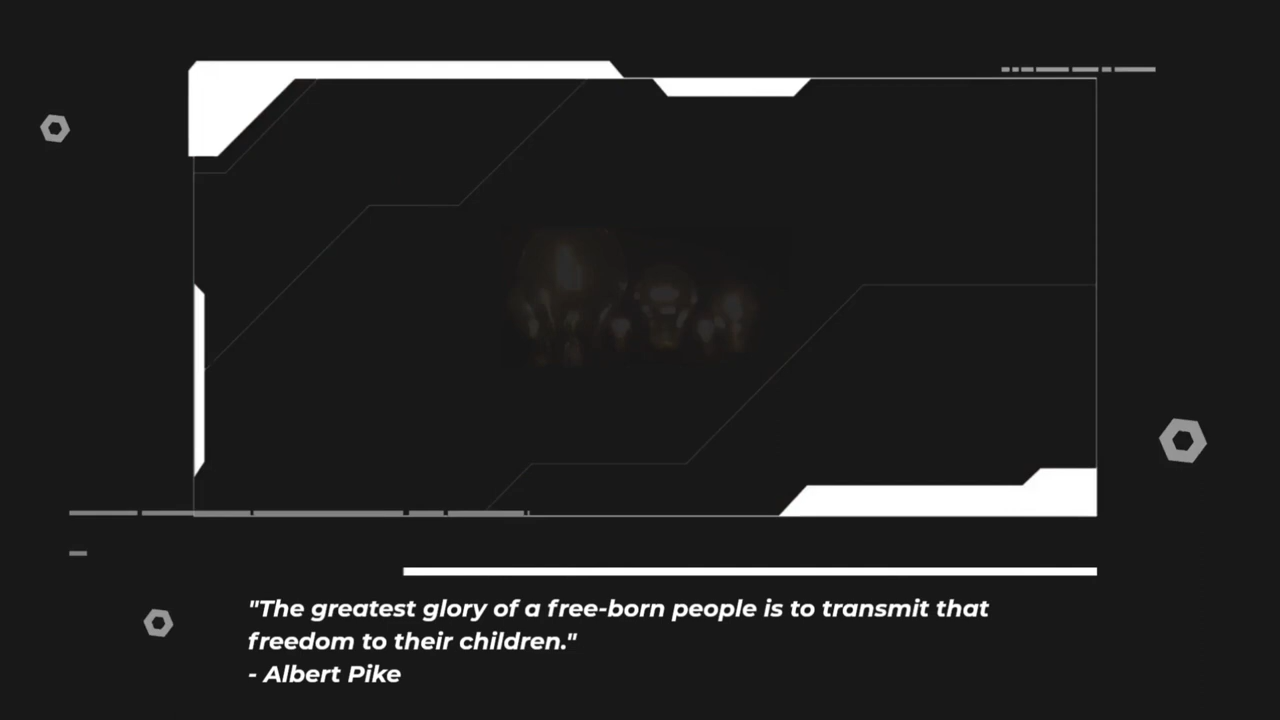 "The greatest glory of a free-born people is to transmit that
freedom to their children."
- Albert Pike